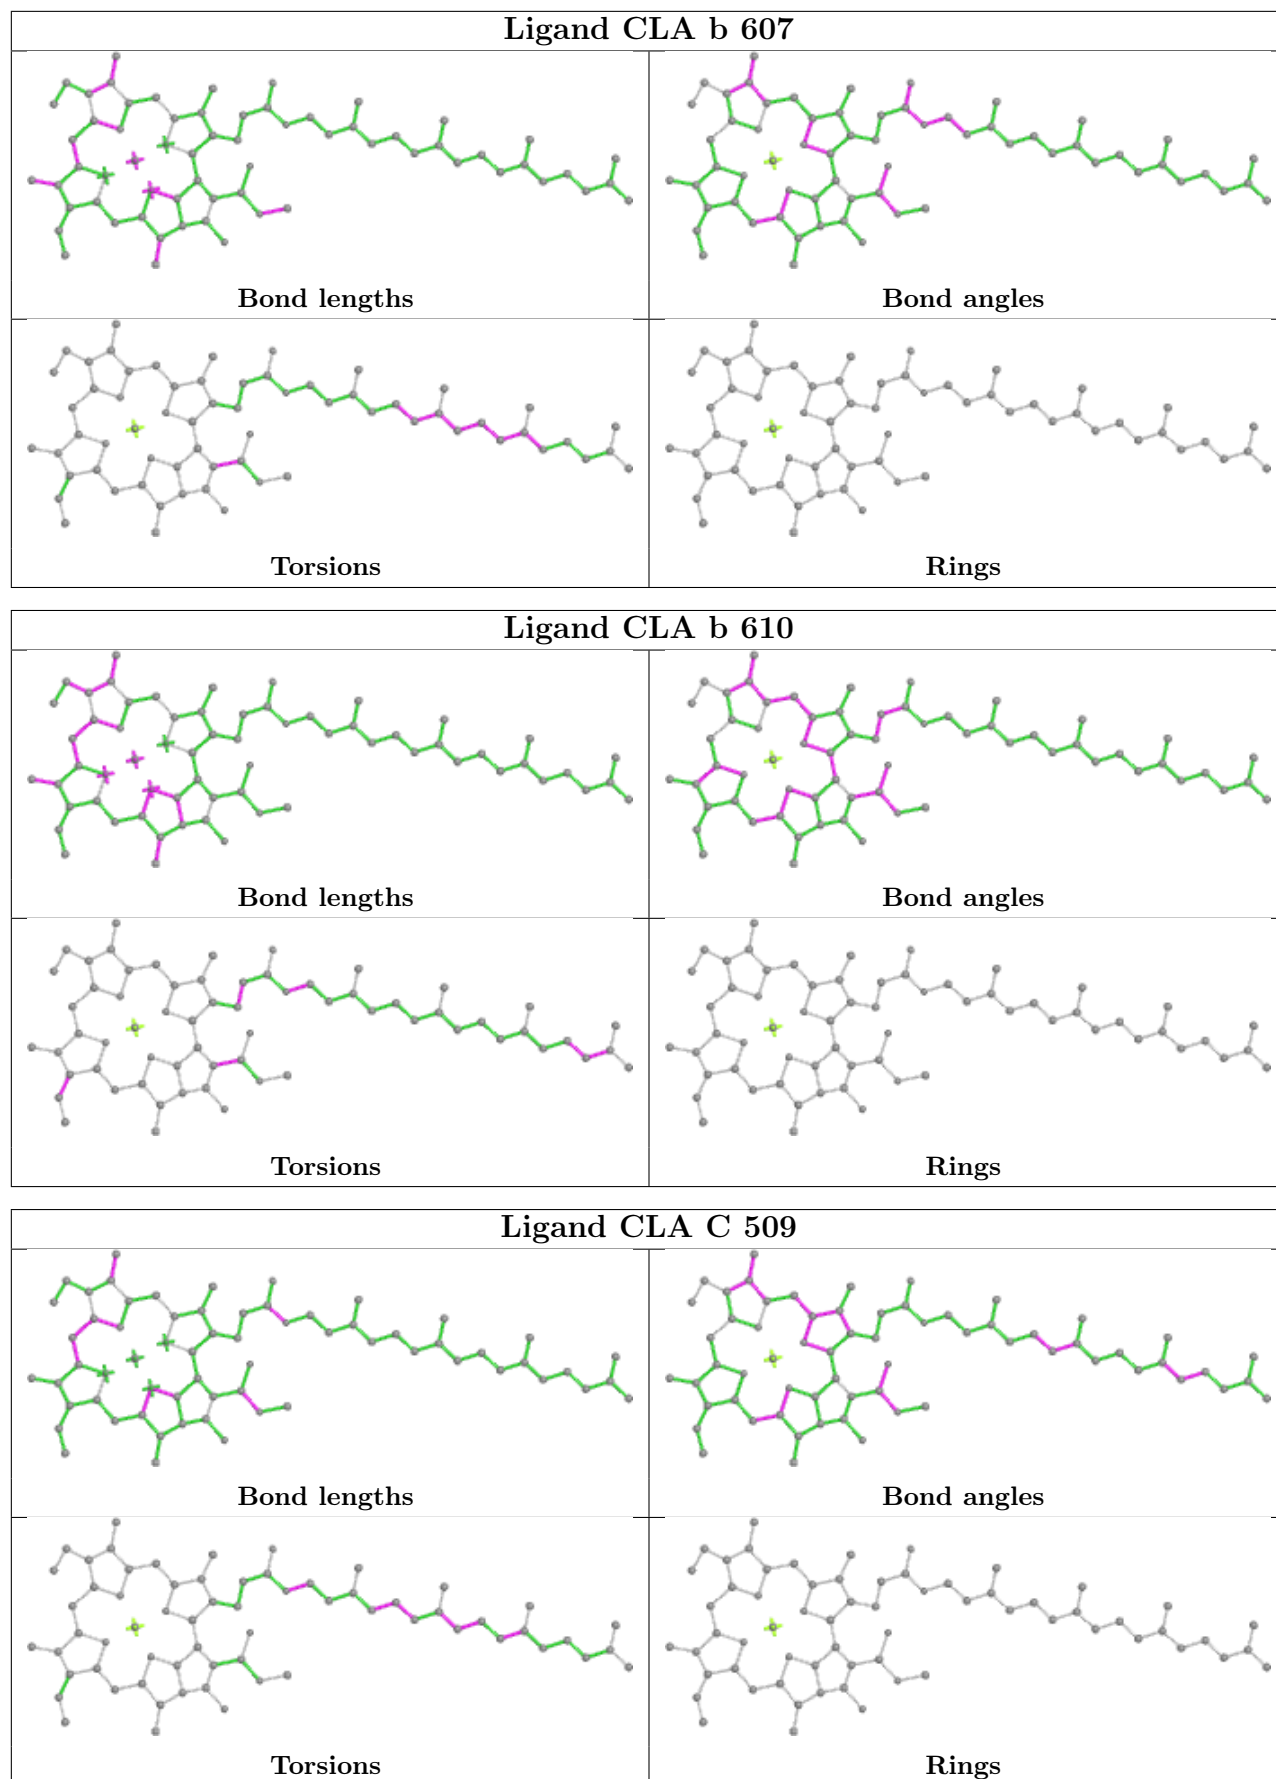 Ligand CLA b 607
Bond lengths
Bond angles
Torsions
Rings
Ligand CLA b 610
Bond lengths
Bond angles
Torsions
Rings
Ligand CLA C 509
Bond lengths
Bond angles
Torsions
Rings